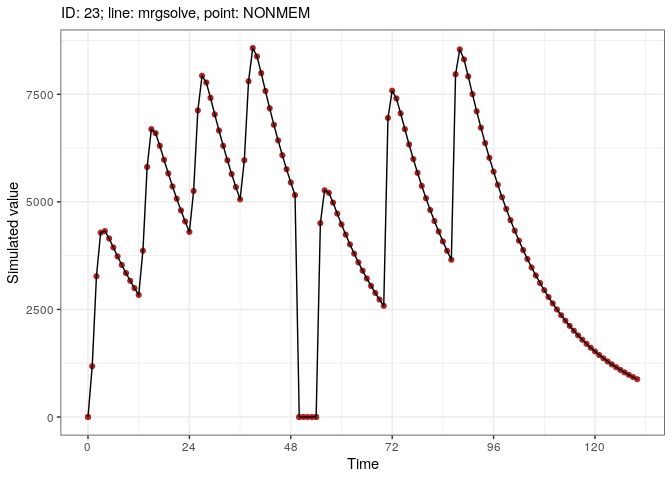 ID: 23; line: mrgsolve, point: NONMEM
Simulated value
7500
5000
2500
0
0 24 48 72 96 120
Time